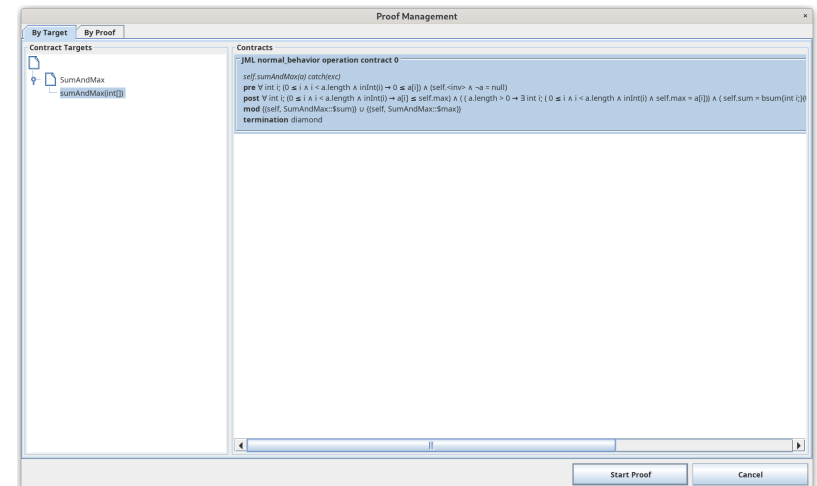 Proof Management
×
By Target
By Proof
Contract Targets
SumAndMax
sumAndMax(int[])
Contracts
JML normal_behavior operation contract 0
self.sumAndMax(a) catch(exc)
pre ∀ int i; (0 ≤ i ∧ i < a.length ∧ inInt(i) → 0 ≤ a[i]) ∧ (self.<inv> ∧ ¬a = null)
post ∀ int i; (0 ≤ i ∧ i < a.length ∧ inInt(i) → a[i] ≤ self.max) ∧ ( ( a.length > 0 → ∃ int i; ( 0 ≤ i ∧ i < a.length ∧ inInt(i) ∧ self.max = a[i])) ∧ ( self.sum = bsum{int i;}(
mod {(self, SumAndMax::$sum)} ∪ {(self, SumAndMax::$max)}
termination diamond
Start Proof
Cancel